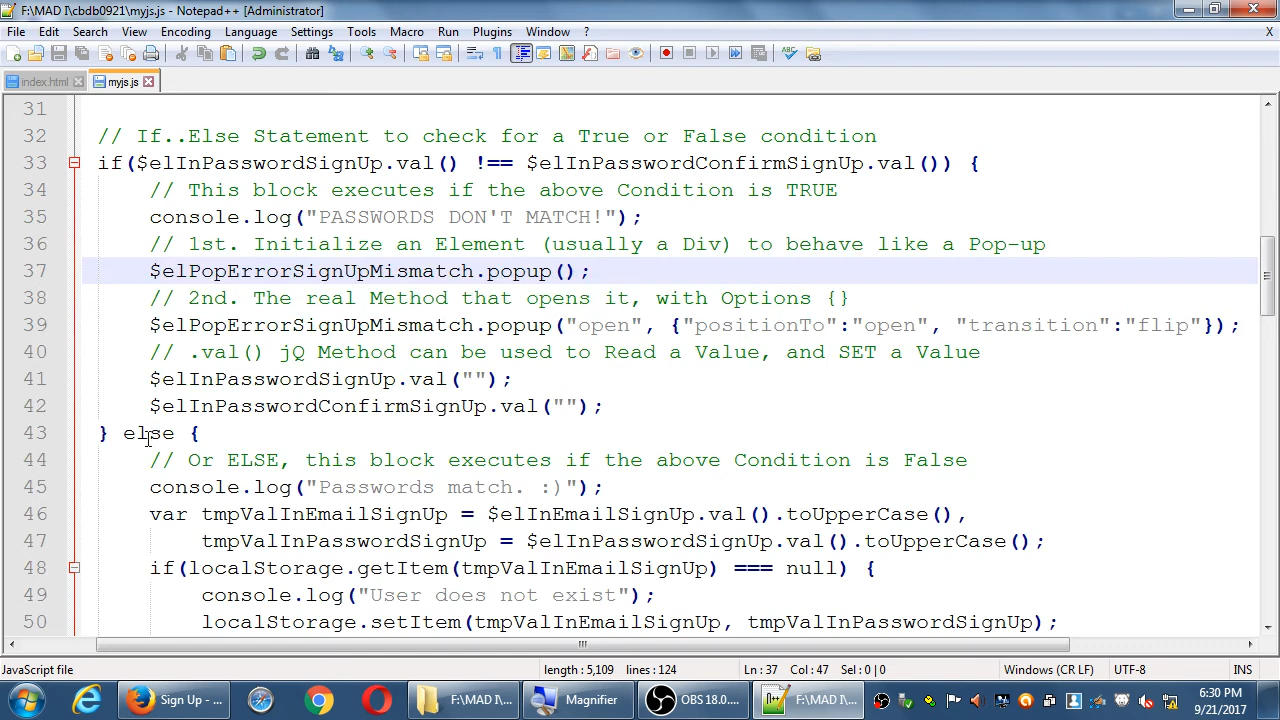 F:\MAD I\cbdb0921\myjs.js - Notepad++ [Administrator]
File Edit Search View Encoding Language Settings Tools Macro Run Plugins Window ? X
index.html myjs.js
31
32 // If..Else Statement to check for a True or False condition
33 if($elInPasswordSignUp.val() !== $elInPasswordConfirmSignUp.val()) {
34 // This block executes if the above Condition is TRUE
35 console.log("PASSWORDS DON'T MATCH!");
36 // 1st. Initialize an Element (usually a Div) to behave like a Pop-up
37 $elPopErrorSignUpMismatch.popup();
38 // 2nd. The real Method that opens it, with Options {}
39 $elPopErrorSignUpMismatch.popup("open", {"positionTo":"open", "transition":"flip"});
40 // .val() jQ Method can be used to Read a Value, and SET a Value
41 $elInPasswordSignUp.val("");
42 $elInPasswordConfirmSignUp.val("");
43 } else {
44 // Or ELSE, this block executes if the above Condition is False
45 console.log("Passwords match. :)");
46 var tmpValInEmailSignUp = $elInEmailSignUp.val().toUpperCase(),
47 tmpValInPasswordSignUp = $elInPasswordSignUp.val().toUpperCase();
48 if(localStorage.getItem(tmpValInEmailSignUp) === null) {
49 console.log("User does not exist");
50 localStorage.setItem(tmpValInEmailSignUp, tmpValInPasswordSignUp);
JavaScript file length : 5,109 lines : 124 Ln : 37 Col : 47 Sel : 0 | 0 Windows (CR LF) UTF-8 INS
Sign Up - ... F:\MAD I\... Magnifier OBS 18.0.... F:\MAD I\... 6:30 PM
9/21/2017